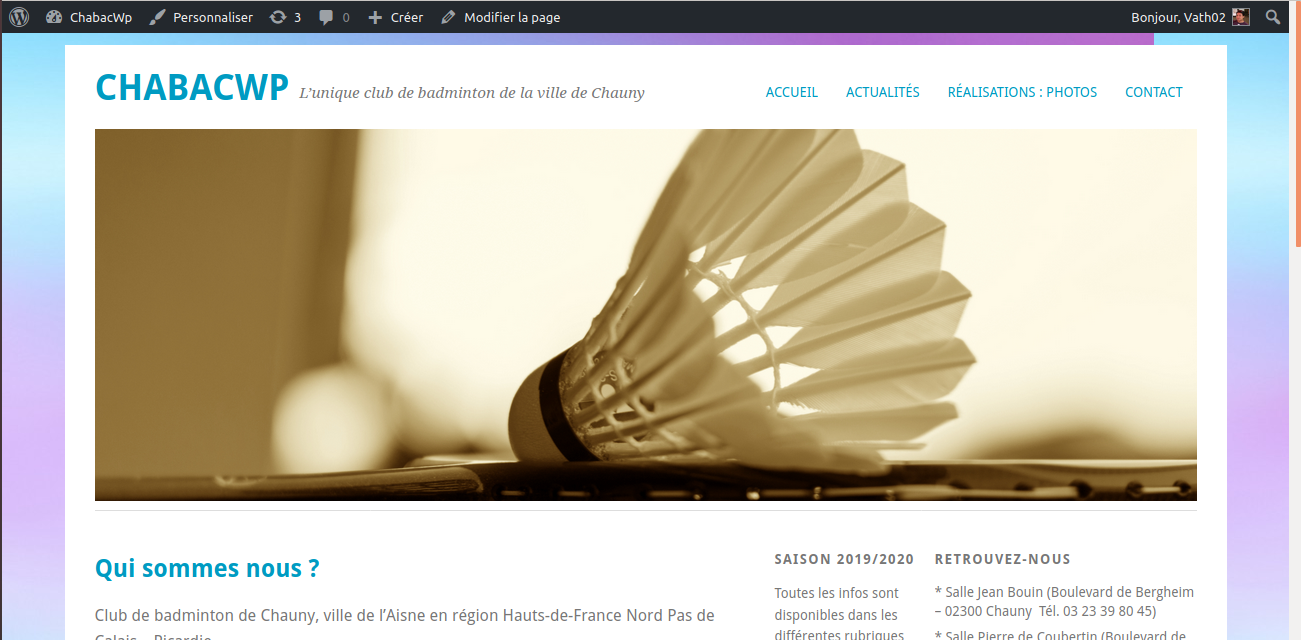 ChabacWp Personnaliser 3 0 Créer Modifier la page Bonjour, Vath02
CHABACWP L’unique club de badminton de la ville de Chauny ACCUEIL ACTUALITÉS RÉALISATIONS : PHOTOS CONTACT
Qui sommes nous ?
Club de badminton de Chauny, ville de l’Aisne en région Hauts-de-France Nord Pas de
Calais – Picardie
SAISON 2019/2020
Toutes les infos sont
disponibles dans les
différentes rubriques
RETROUVEZ-NOUS
* Salle Jean Bouin (Boulevard de Bergheim
– 02300 Chauny Tél. 03 23 39 80 45)
* Salle Pierre de Coubertin (Boulevard de